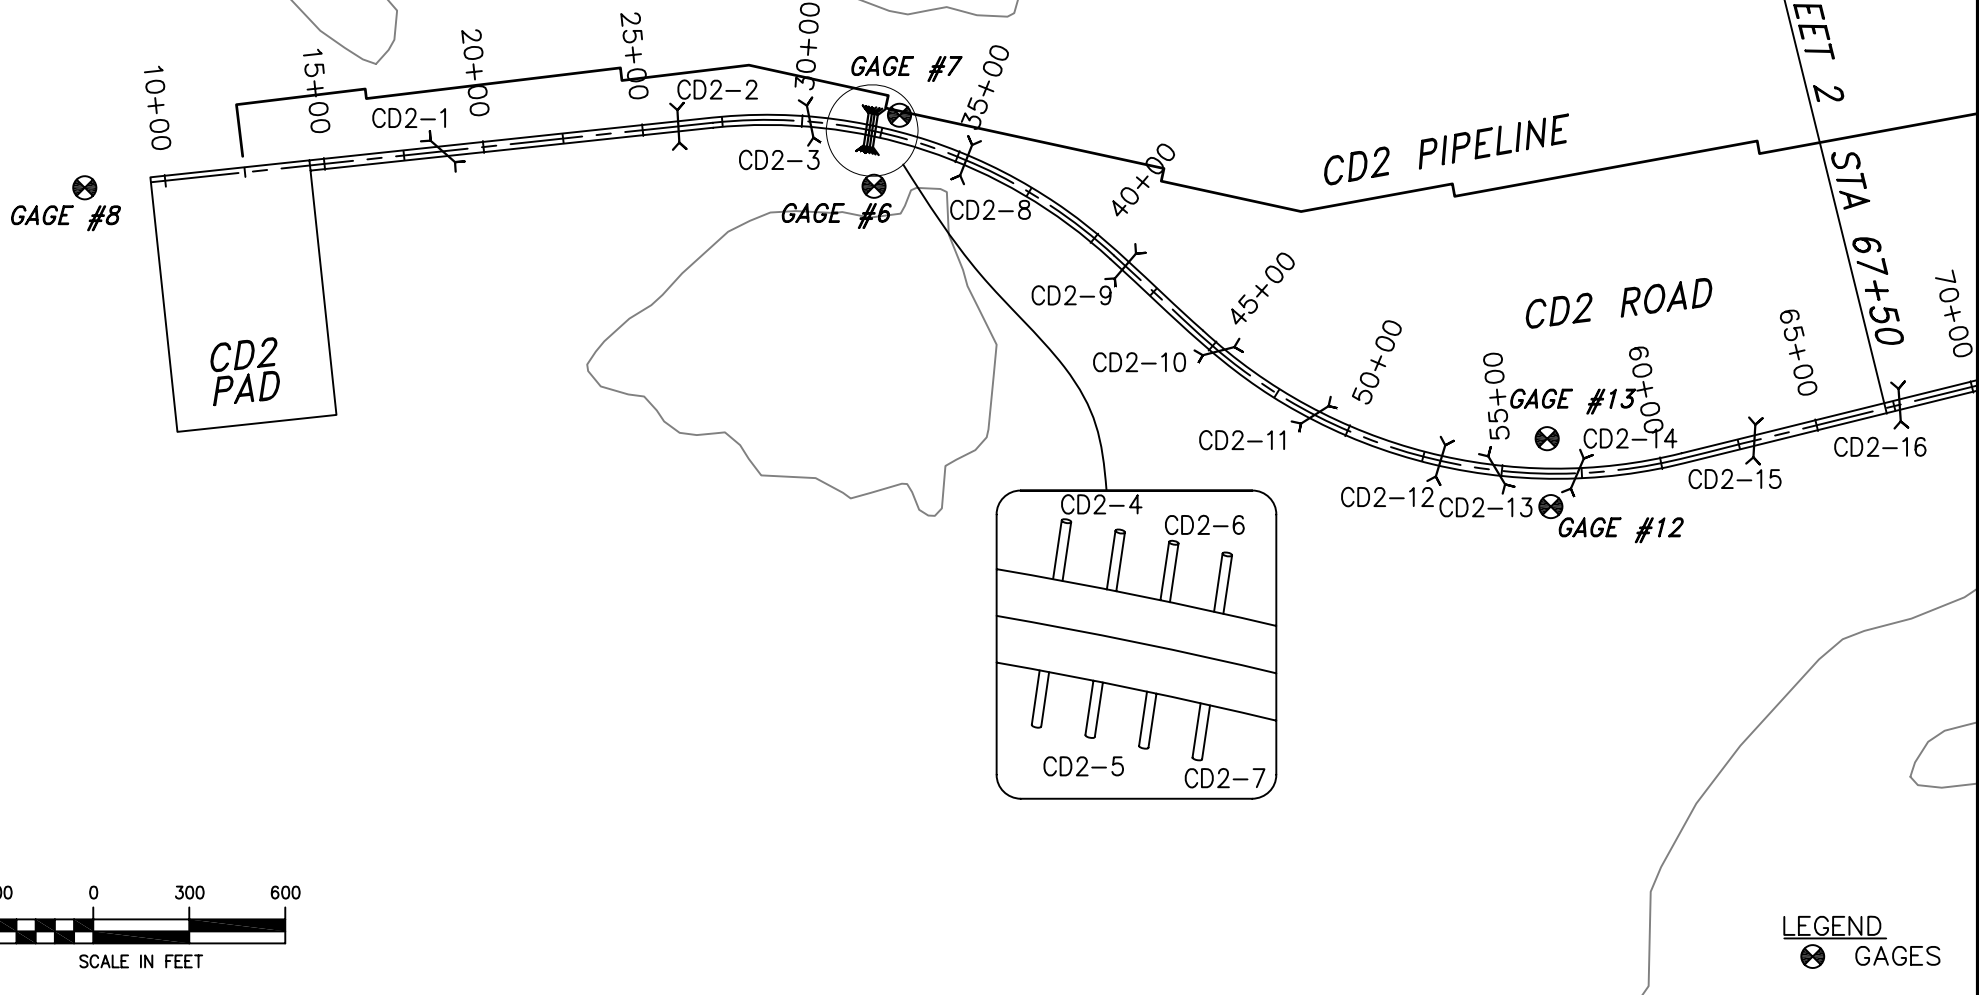 10+00
15+00
20+00
25+00
30+00
35+00
40+00
45+00
50+00
55+00
60+00
65+00
70+00
GAGE #7
CD2-1
CD2-2
CD2-3
GAGE #8
GAGE #6
CD2-8
CD2 PIPELINE
EET 2 STA 67+50
CD2-9
CD2 ROAD
CD2
PAD
CD2-10
GAGE #13
CD2-11
CD2-14
CD2-12
CD2-13
CD2-15
CD2-16
GAGE #12
CD2-4
CD2-6
CD2-5
CD2-7
0 300 600
SCALE IN FEET
LEGEND
GAGES